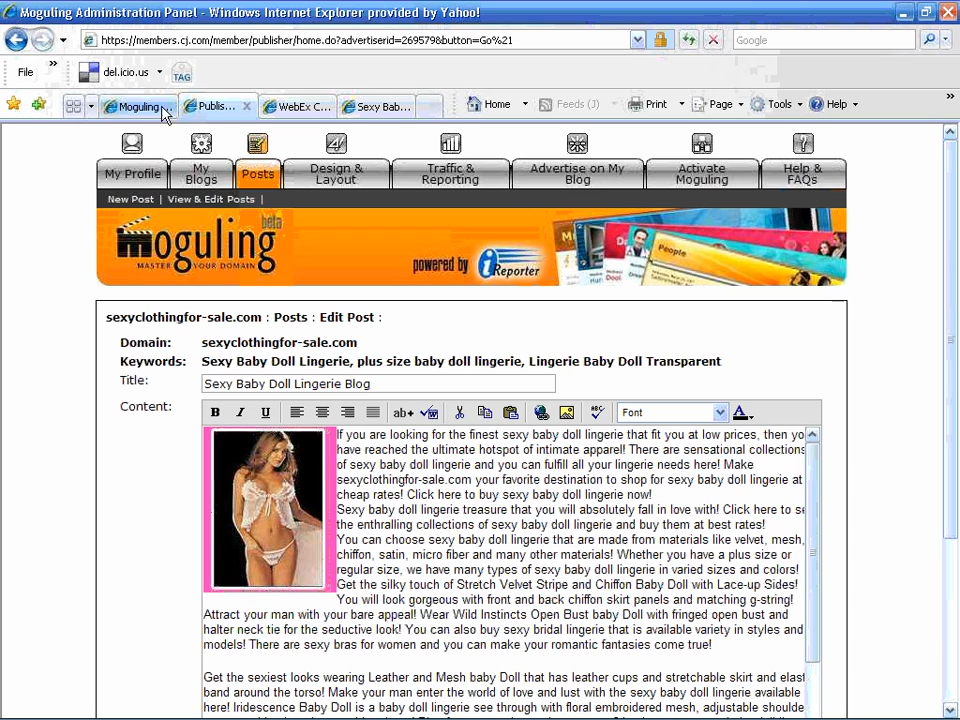 Moguling Administration Panel - Windows Internet Explorer provided by Yahoo!
https://members.cj.com/member/publisher/home.do?advertiserid=269579&button=Go%21
Google
File
del.icio.us
TAG
Moguling...
Publis...
WebEx C...
Sexy Bab...
Home
Feeds (J)
Print
Page
Tools
Help
My Profile
My Blogs
Posts
Design & Layout
Traffic & Reporting
Advertise on My Blog
Activate Moguling
Help & FAQs
New Post | View & Edit Posts |
moguling beta
MASTER YOUR DOMAIN
powered by iReporter
People
sexyclothingfor-sale.com : Posts : Edit Post :
Domain: sexyclothingfor-sale.com
Keywords: Sexy Baby Doll Lingerie, plus size baby doll lingerie, Lingerie Baby Doll Transparent
Title: Sexy Baby Doll Lingerie Blog
Content:
B I U ab+ ABC Font A
If you are looking for the finest sexy baby doll lingerie that fit you at low prices, then yo
have reached the ultimate hotspot of intimate apparel! There are sensational collections
of sexy baby doll lingerie and you can fulfill all your lingerie needs here! Make
sexyclothingfor-sale.com your favorite destination to shop for sexy baby doll lingerie at
cheap rates! Click here to buy sexy baby doll lingerie now!
Sexy baby doll lingerie treasure that you will absolutely fall in love with! Click here to se
the enthralling collections of sexy baby doll lingerie and buy them at best rates!
You can choose sexy baby doll lingerie that are made from materials like velvet, mesh,
chiffon, satin, micro fiber and many other materials! Whether you have a plus size or
regular size, we have many types of sexy baby doll lingerie in varied sizes and colors!
Get the silky touch of Stretch Velvet Stripe and Chiffon Baby Doll with Lace-up Sides!
You will look gorgeous with front and back chiffon skirt panels and matching g-string!
Attract your man with your bare appeal! Wear Wild Instincts Open Bust baby Doll with fringed open bust and
halter neck tie for the seductive look! You can also buy sexy bridal lingerie that is available variety in styles and
models! There are sexy bras for women and you can make your romantic fantasies come true!
Get the sexiest looks wearing Leather and Mesh baby Doll that has leather cups and stretchable skirt and elast
band around the torso! Make your man enter the world of love and lust with the sexy baby doll lingerie available
here! Iridescence Baby Doll is a baby doll lingerie see through with floral embroidered mesh, adjustable shoulde